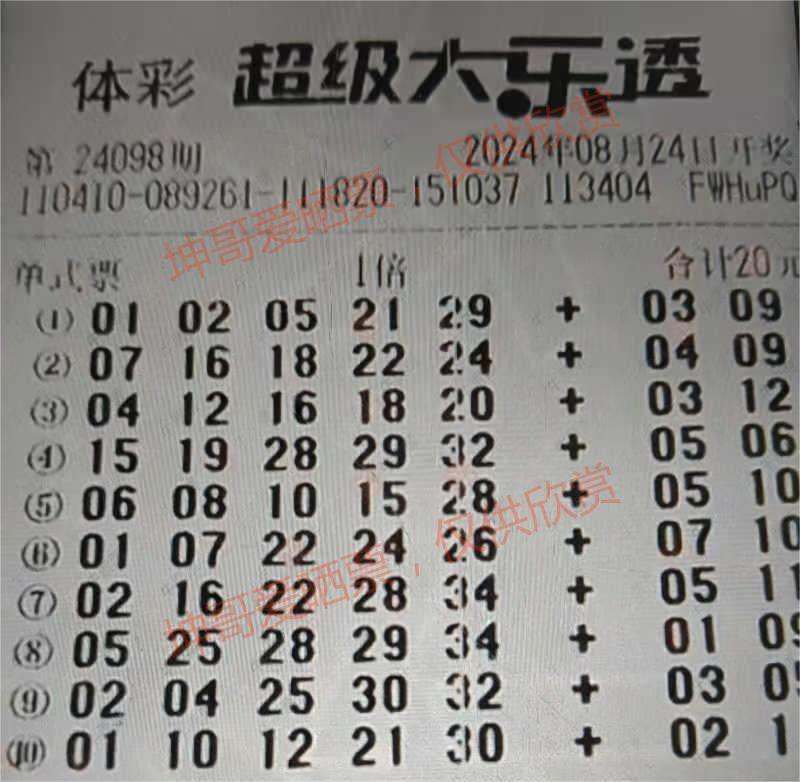 体彩 超级大乐透
第 24098期 2024年08月24日开奖
110410-089261-111820-151037 113404 FWHuPQ
单式票 1倍 合计20元
(1) 01 02 05 21 29 + 03 09
(2) 07 16 18 22 24 + 04 09
(3) 04 12 16 18 20 + 03 12
(4) 15 19 28 29 32 + 05 06
(5) 06 08 10 15 28 + 05 10
(6) 01 07 22 24 26 + 07 10
(7) 02 16 22 28 34 + 05 11
(8) 05 25 28 29 34 + 01 09
(9) 02 04 25 30 32 + 03
(10) 01 10 12 21 30 + 02
坤哥爱晒票，仅供欣赏
坤哥爱晒票，仅供欣赏